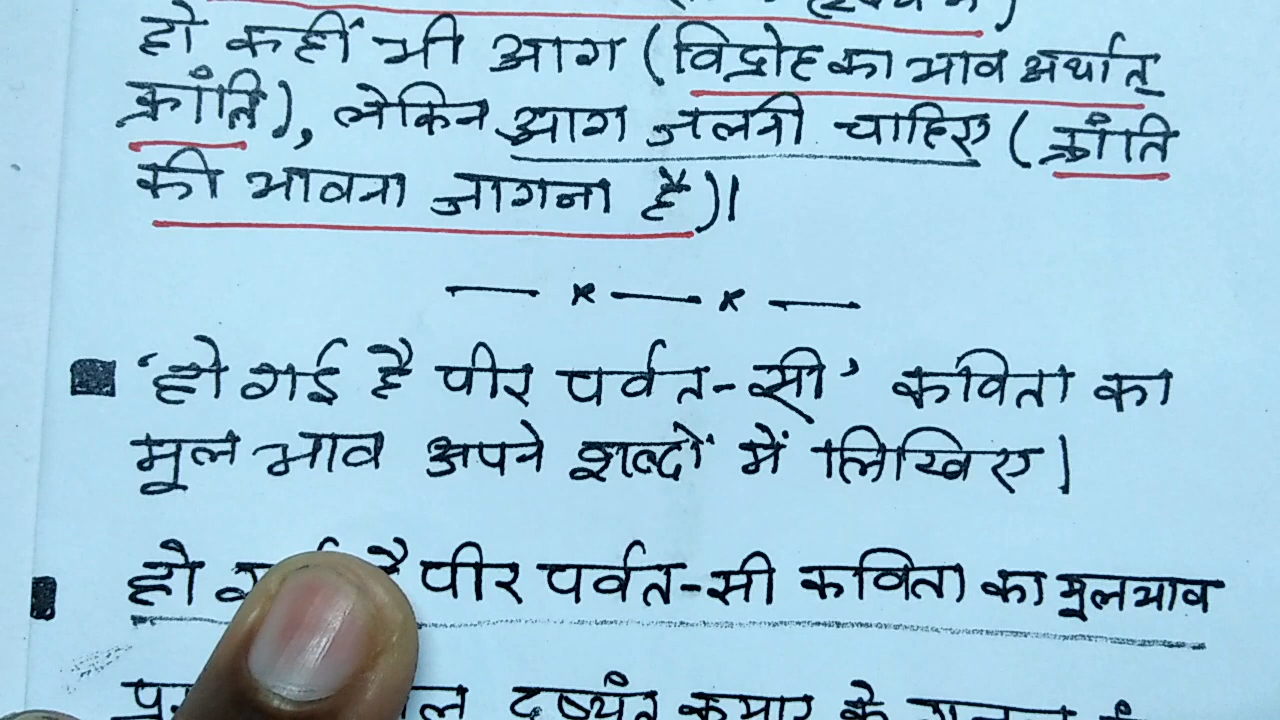 हो कहीं भी आग (विद्रोह का भाव अर्थात्
क्रांति), लेकिन आग जलनी चाहिए (क्रांति
की भावना जागना है)।
— x — x —
'हो गई है पीर पर्वत-सी' कविता का
मूल भाव अपने शब्दों में लिखिए।
हो है पीर पर्वत-सी कविता का मूलभाव
दुष्यंत कुमार के